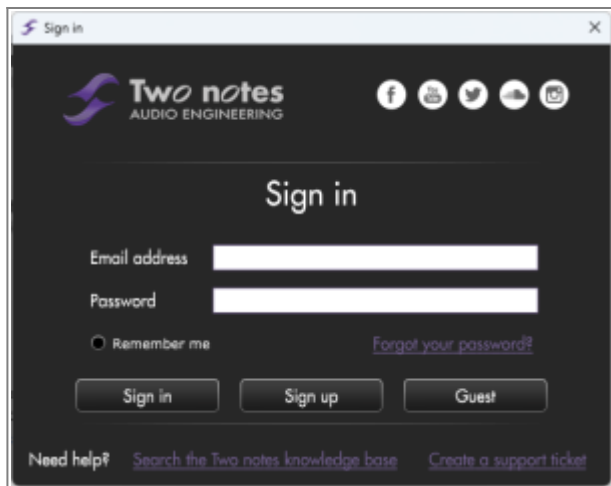 Sign in
Two notes
AUDIO ENGINEERING
Sign in
Email address
Password
Remember me Forgot your password?
Sign in Sign up Guest
Need help? Search the Two notes knowledge base Create a support ticket